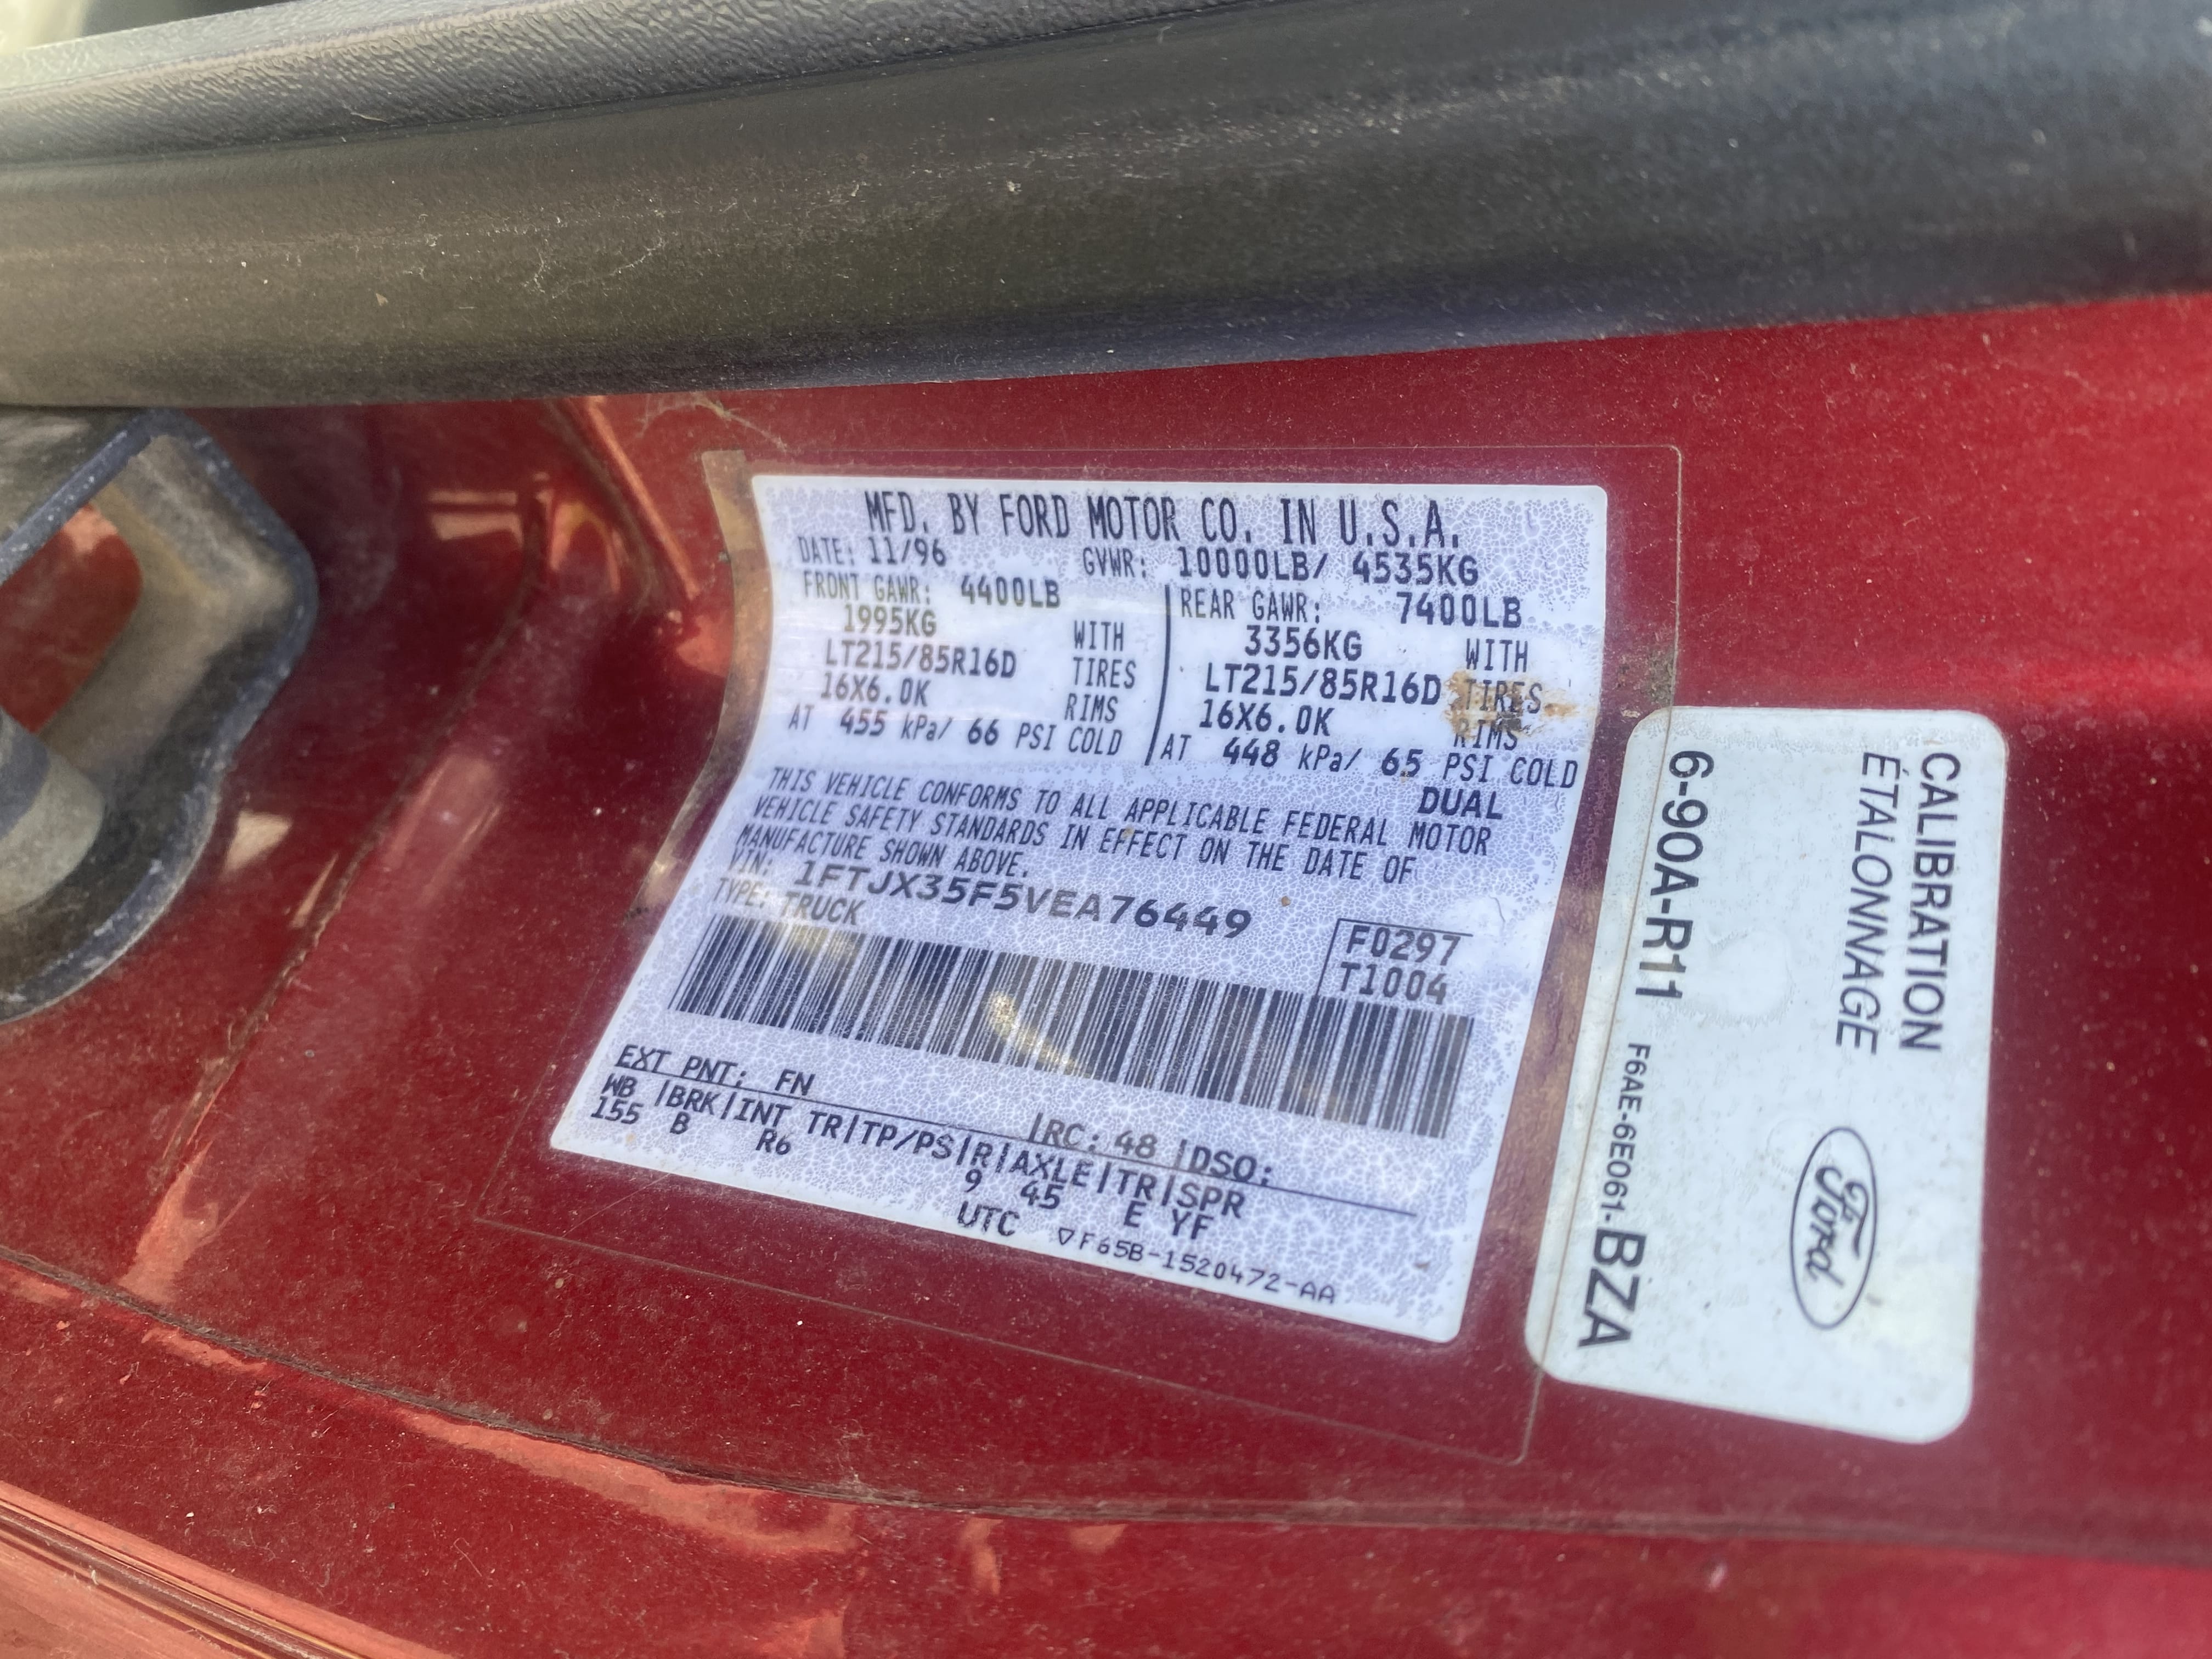 MFD. BY FORD MOTOR CO. IN U.S.A.
DATE: 11/96 GVWR: 10000LB/ 4535KG
FRONT GAWR: 4400LB
1995KG WITH
LT215/85R16D TIRES
16X6.0K RIMS
AT 455 kPa/ 66 PSI COLD
REAR GAWR: 7400LB
3356KG WITH
LT215/85R16D TIRES
16X6.0K RIMS
AT 448 kPa/ 65 PSI COLD
DUAL
THIS VEHICLE CONFORMS TO ALL APPLICABLE FEDERAL MOTOR
VEHICLE SAFETY STANDARDS IN EFFECT ON THE DATE OF
MANUFACTURE SHOWN ABOVE.
VIN: 1FTJX35F5VEA76449
TYPE: TRUCK
F0297
T1004
EXT PNT: FN |RC: 48 |DSO:
WB |BRK|INT TR|TP/PS|R|AXLE|TR|SPR
155 B R6 9 45 E YF
UTC ▽F65B-1520472-AA
CALIBRATION
ÉTALONNAGE
Ford
6-90A-R11 F6AE-6E061-BZA